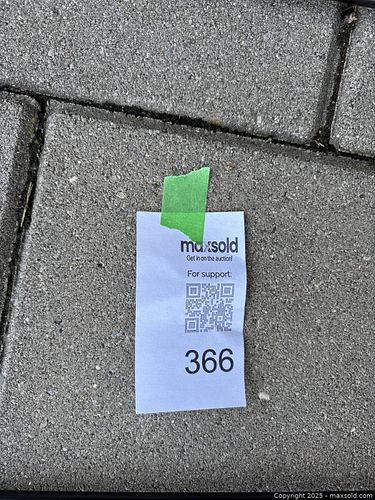 maxsold
Get in on the auction!
For support:
366
Copyright 2025 - maxsold.com